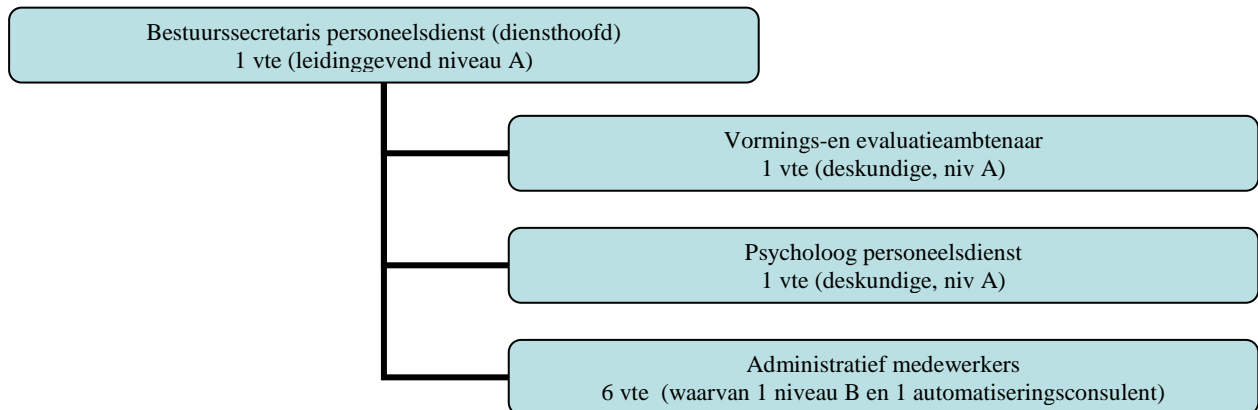 Bestuurssecretaris personeelsdienst (diensthoofd)
1 vte (leidinggevend niveau A)
Vormings-en evaluatieambtenaar
1 vte (deskundige, niv A)
Psycholoog personeelsdienst
1 vte (deskundige, niv A)
Administratief medewerkers
6 vte  (waarvan 1 niveau B en 1 automatiseringsconsulent)